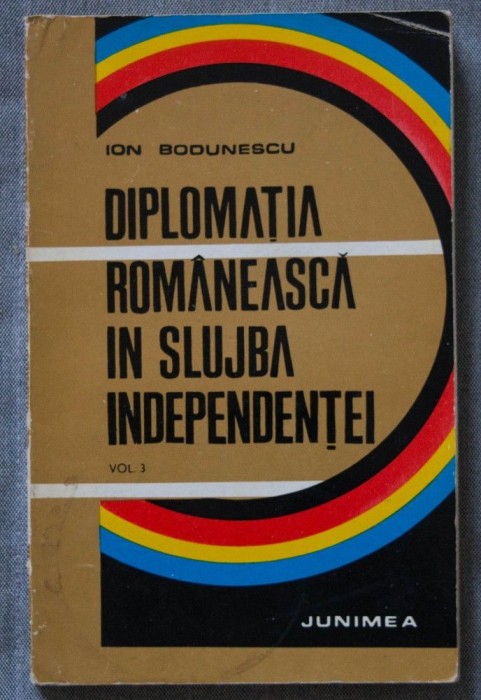 ION BODUNESCU
DIPLOMAȚIA
ROMÂNEASCĂ
IN SLUJBA
INDEPENDENȚEI
VOL. 3
JUNIMEA